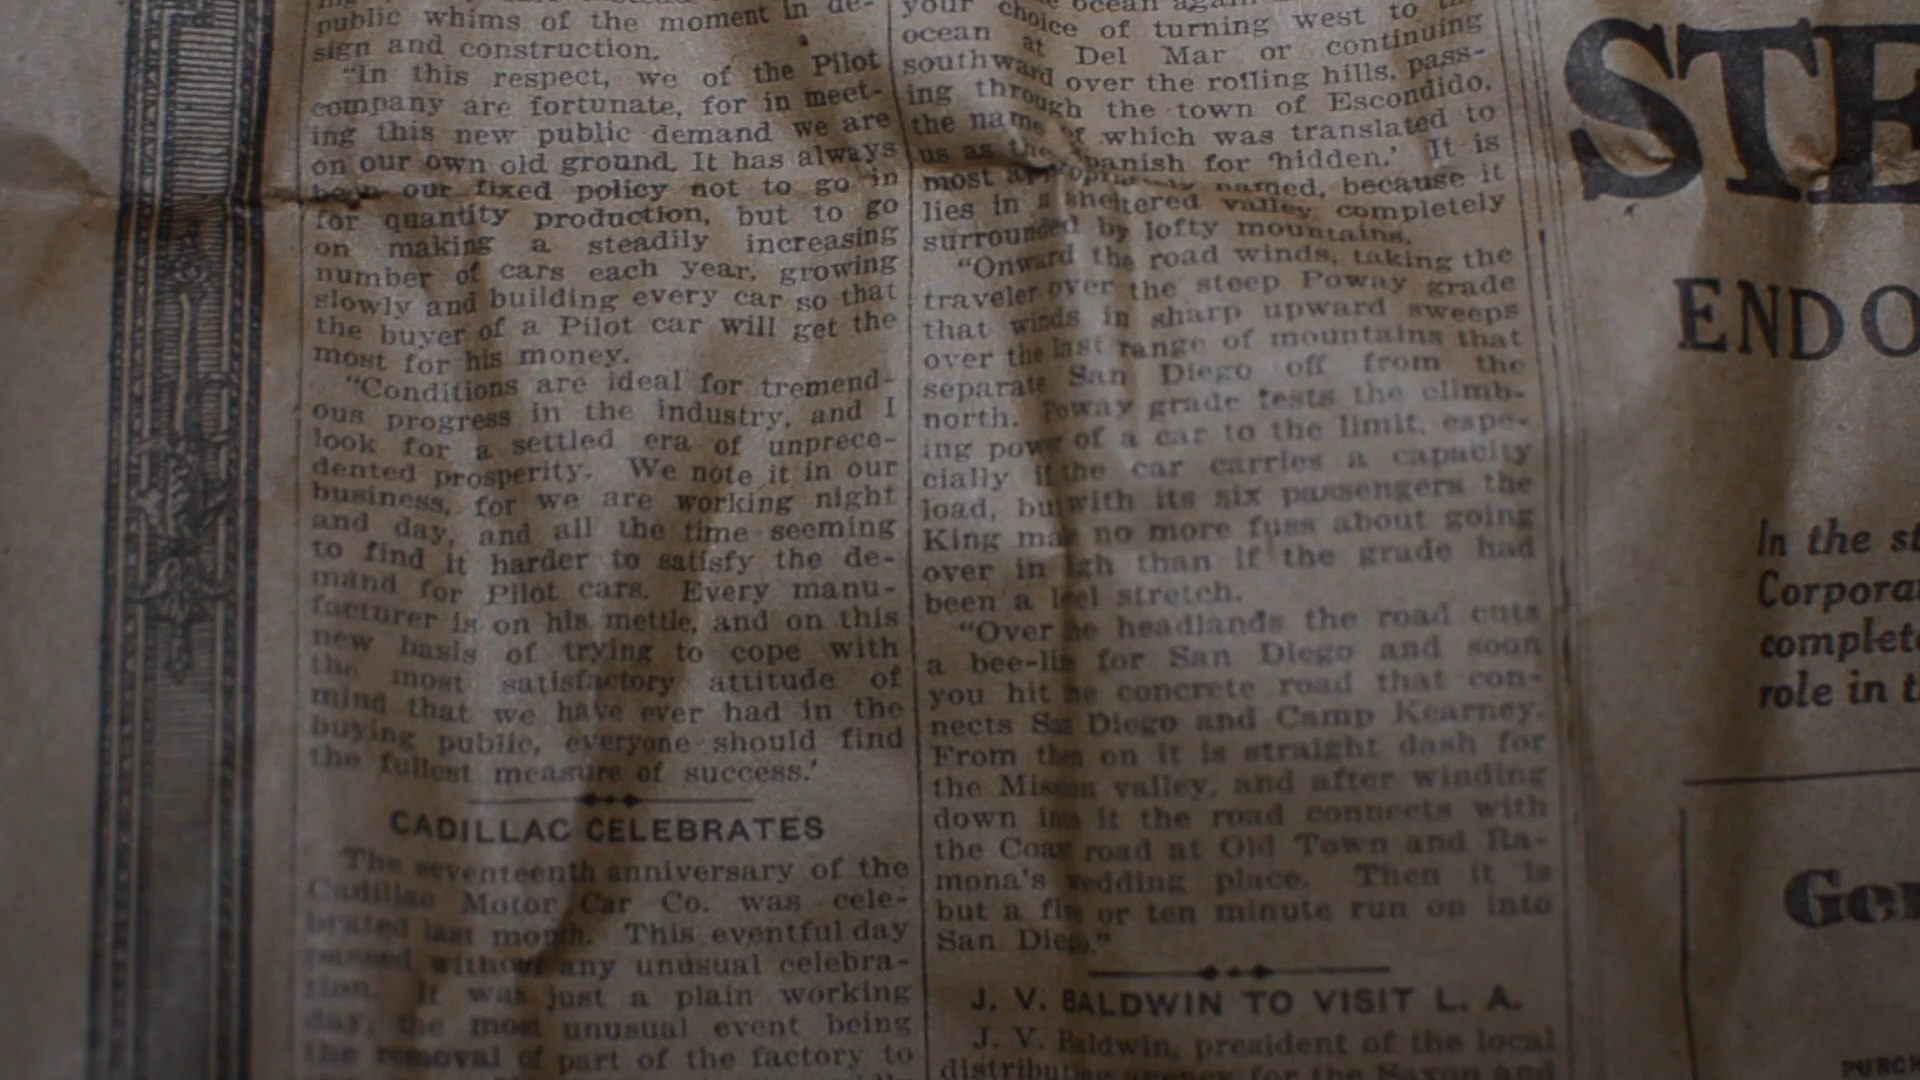 public whims of the moment in de-
sign and construction.
"In this respect, we of the Pilot
company are fortunate, for in meet-
ing this new public demand we are
on our own old ground. It has always
been our fixed policy not to go in
for quantity production, but to go
on making a steadily increasing
number of cars each year, growing
slowly and building every car so that
the buyer of a Pilot car will get the
most for his money.
"Conditions are ideal for tremend-
ous progress in the industry, and I
look for a settled era of unprece-
dented prosperity. We note it in our
business, for we are working night
and day, and all the time seeming
to find it harder to satisfy the de-
mand for Pilot cars. Every manu-
facturer is on his mettle, and on this
new basis of trying to cope with
the most satisfactory attitude of
mind that we have ever had in the
buying public, everyone should find
the fullest measure of success.'
CADILLAC CELEBRATES
The seventeenth anniversary of the
Cadillac Motor Car Co. was cele-
brated last month. This eventful day
passed without any unusual celebra-
tion. It was just a plain working
day, the most unusual event being
the removal of part of the factory to
your choice of turning west to
ocean at Del Mar or continuing
southward over the rolling hills, pass-
ing through the town of Escondido,
the name of which was translated to
us as the Spanish for 'hidden.' It is
most appropriately named, because it
lies in a sheltered valley completely
surrounded by lofty mountains.
"Onward the road winds, taking the
traveler over the steep Poway grade
that winds in sharp upward sweeps
over the last range of mountains that
separate San Diego off from the
north. Poway grade tests the climb-
ing power of a car to the limit, espe-
cially if the car carries a capacity
load, but with its six passengers the
King made no more fuss about going
over in high than if the grade had
been a level stretch.
"Over the headlands the road cuts
a bee-line for San Diego and soon
you hit the concrete road that con-
nects San Diego and Camp Kearney.
From then on it is straight dash for
the Mission valley, and after winding
down into it the road connects with
the Coast road at Old Town and Ra-
mona's wedding place. Then it is
but a five or ten minute run on into
San Diego."
J. V. BALDWIN TO VISIT L. A.
J. V. Baldwin, president of the local
distributing agency for the Saxon and
STE
ENDO
In the st
Corpora
complete
role in t
Gen
PURCH